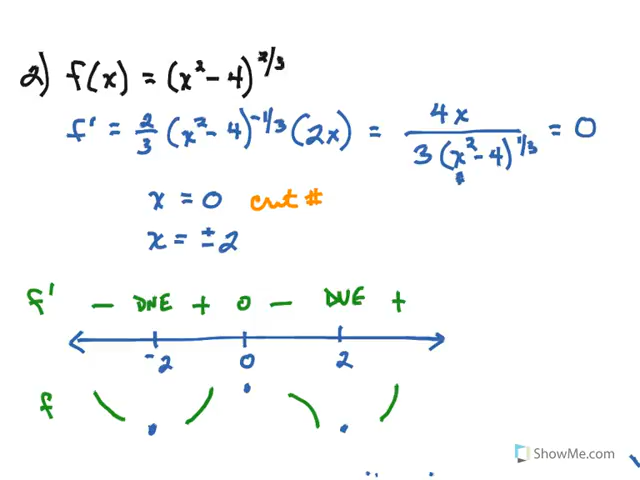 2) f(x) = (x² - 4)^2/3
f' = 2/3 (x² - 4)^-1/3 (2x) = 4x / 3(x² - 4)^1/3 = 0
x = 0 crit #
x = ± 2
f' − DNE + 0 − DNE +
-2 0 2
f
ShowMe.com